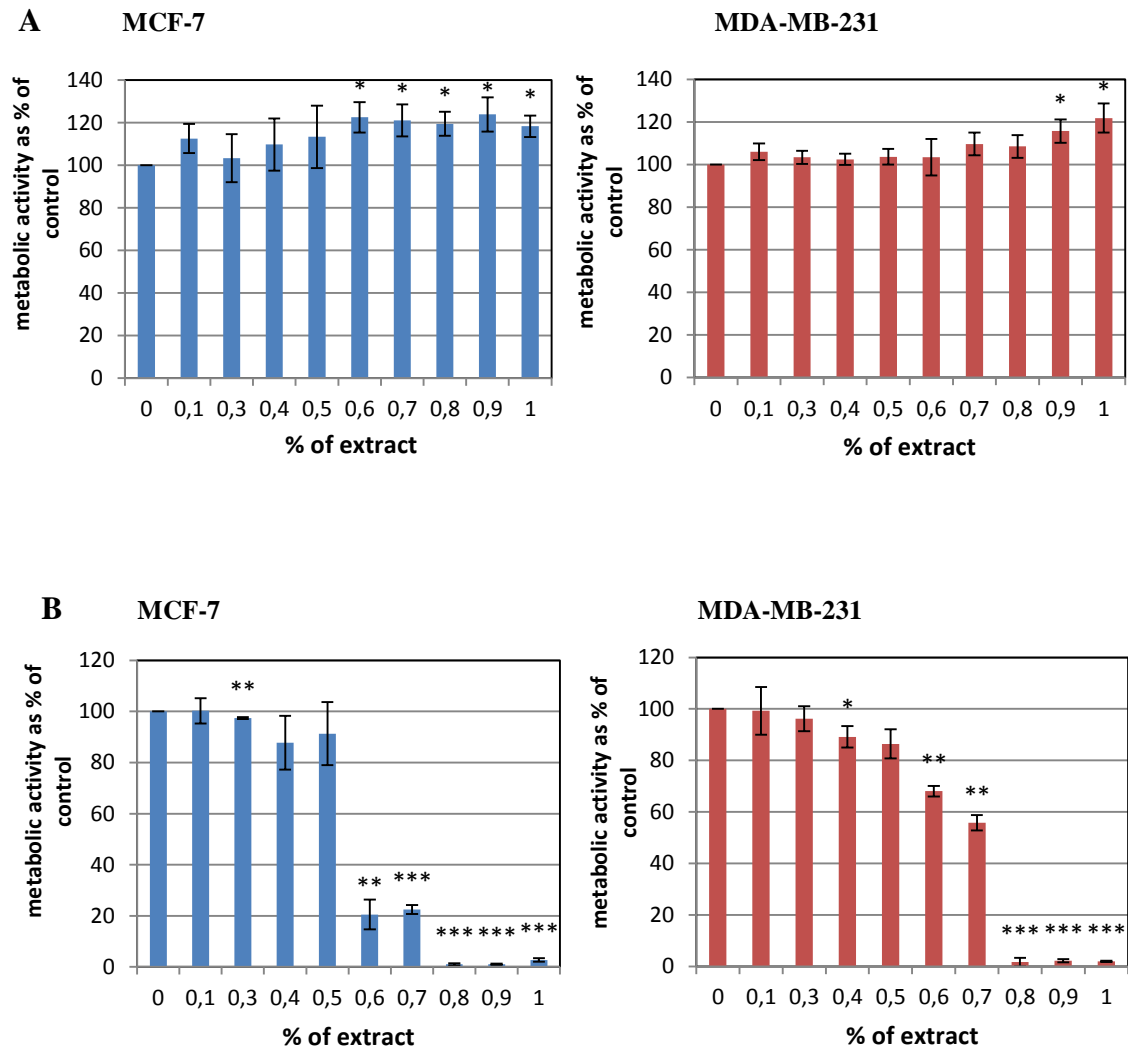 A MCF-7 MDA-MB-231
metabolic activity as % of
control
140
120
100
80
60
40
20
0
* * * * *
0 0,1 0,3 0,4 0,5 0,6 0,7 0,8 0,9 1
% of extract
metabolic activity as % of
control
140
120
100
80
60
40
20
0
* *
0 0,1 0,3 0,4 0,5 0,6 0,7 0,8 0,9 1
% of extract
B MCF-7 MDA-MB-231
metabolic activity as % of
control
120
100
80
60
40
20
0
** ** *** *** *** ***
0 0,1 0,3 0,4 0,5 0,6 0,7 0,8 0,9 1
% of extract
metabolic activity as % of
control
120
100
80
60
40
20
0
* ** ** *** *** ***
0 0,1 0,3 0,4 0,5 0,6 0,7 0,8 0,9 1
% of extract